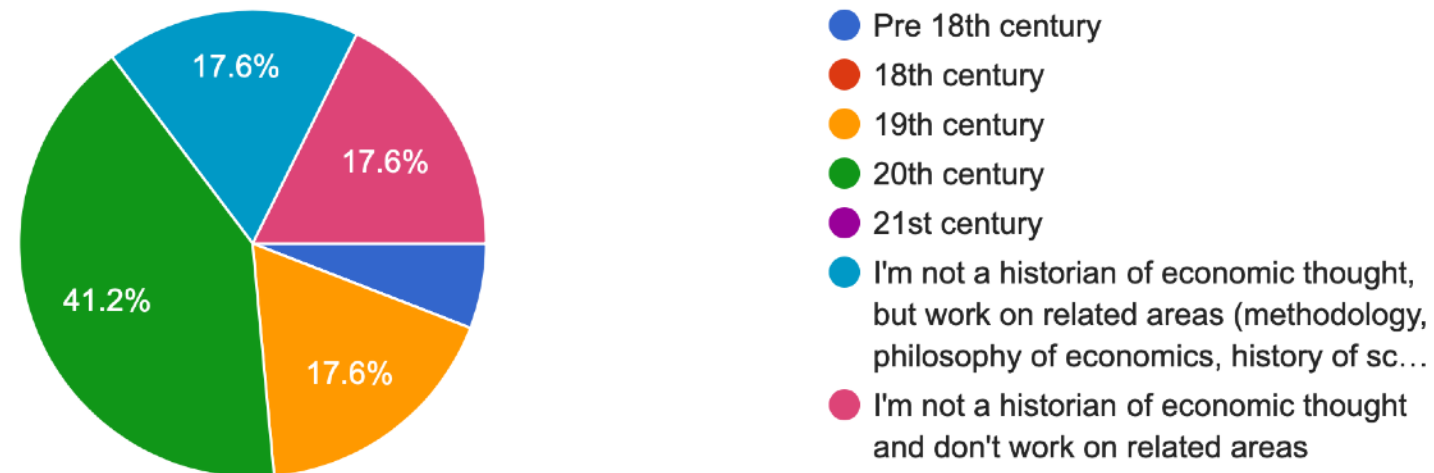 17.6%
17.6%
41.2%
17.6%
Pre 18th century
18th century
19th century
20th century
21st century
I'm not a historian of economic thought,
but work on related areas (methodology,
philosophy of economics, history of sc…
I'm not a historian of economic thought
and don't work on related areas